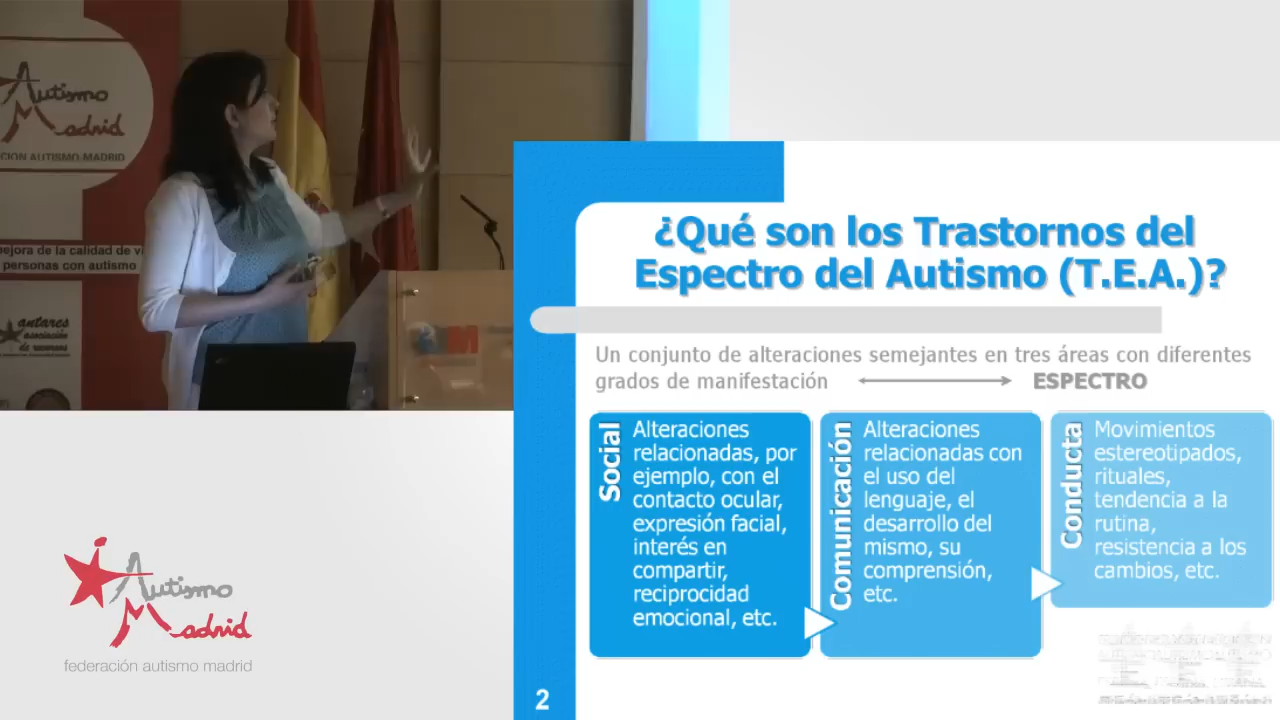 Autismo
Madrid
CION AUTISMO MADRID
ejora de la calidad de
personas con autismo
antares
asociación
de recursos
¿Qué son los Trastornos del
Espectro del Autismo (T.E.A.)?
Un conjunto de alteraciones semejantes en tres áreas con diferentes
grados de manifestación
ESPECTRO
Social
Alteraciones
relacionadas, por
ejemplo, con el
contacto ocular,
expresión facial,
interés en
compartir,
reciprocidad
emocional, etc.
Comunicación
Alteraciones
relacionadas con
el uso del
lenguaje, el
desarrollo del
mismo, su
comprensión,
etc.
Conducta
Movimientos
estereotipados,
rituales,
tendencia a la
rutina,
resistencia a los
cambios, etc.
Autismo
Madrid
federación autismo madrid
2